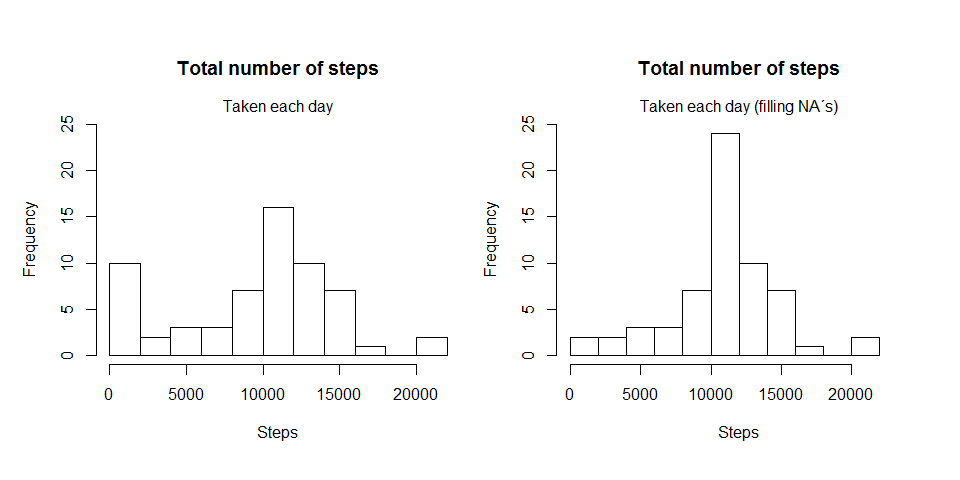 Total number of steps
Taken each day
Frequency
0
5
10
15
20
25
0 5000 10000 15000 20000
Steps
Total number of steps
Taken each day (filling NA´s)
Frequency
0
5
10
15
20
25
0 5000 10000 15000 20000
Steps